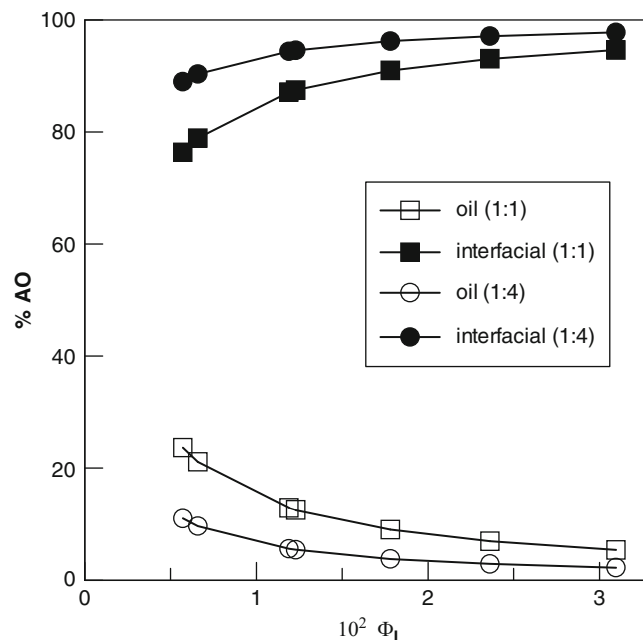 100
80
60
40
20
0
% AO
oil (1:1)
interfacial (1:1)
oil (1:4)
interfacial (1:4)
0 1 2 3
10² Φ_I